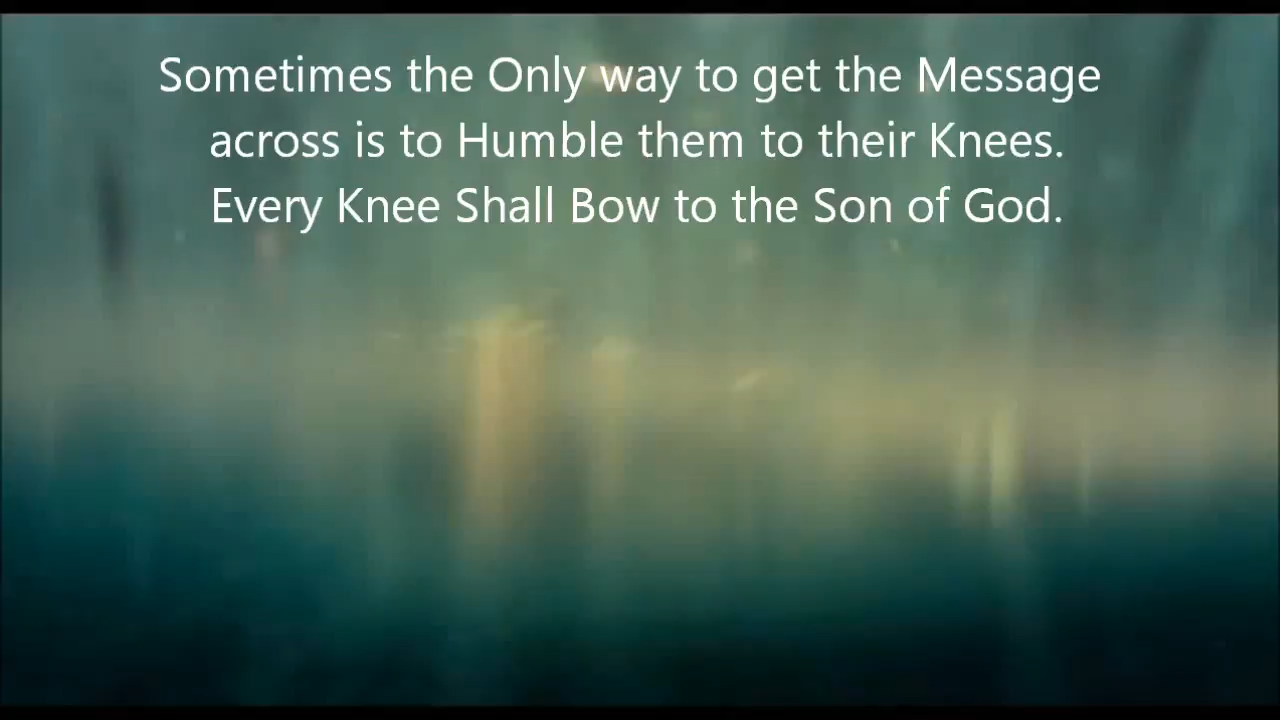 Sometimes the Only way to get the Message
across is to Humble them to their Knees.
Every Knee Shall Bow to the Son of God.